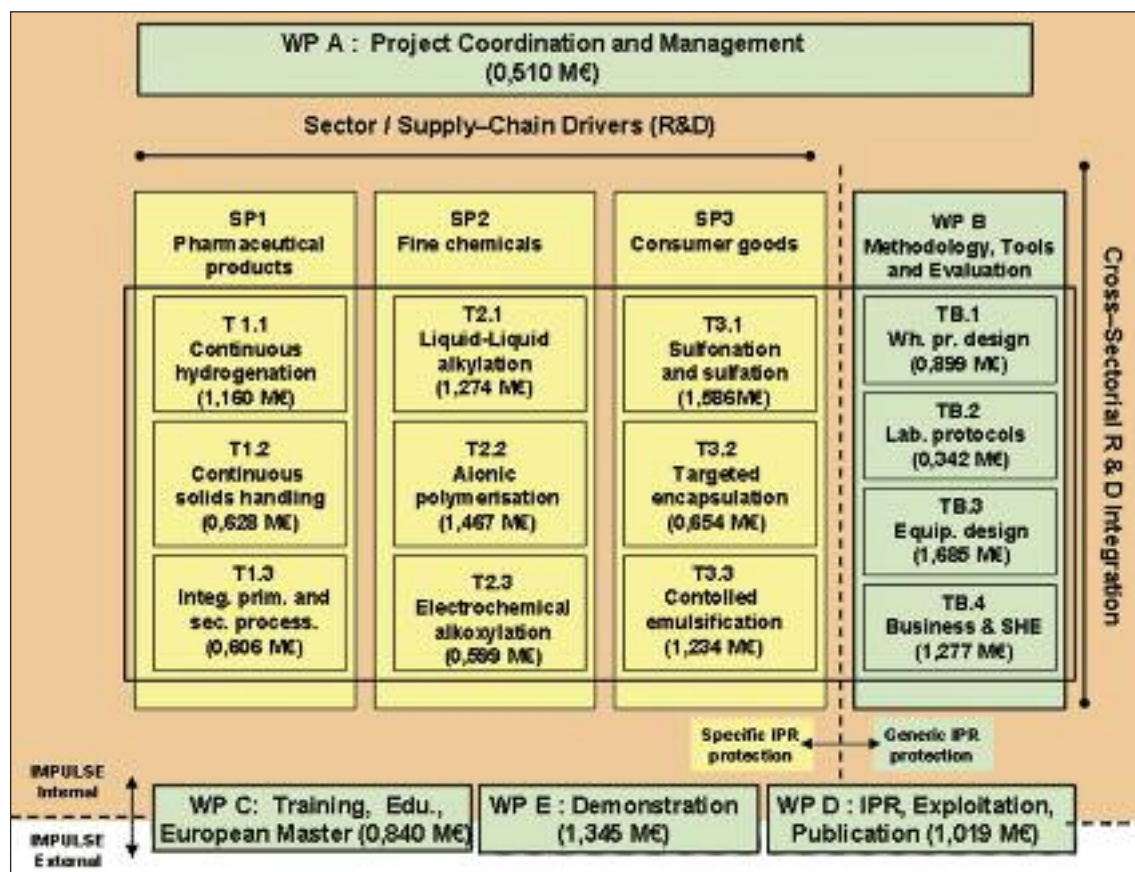 WP A : Project Coordination and Management
(0,510 M€)
Sector / Supply–Chain Drivers (R&D)
SP1
Pharmaceutical
products
T 1.1
Continuous
hydrogenation
(1,160 M€)
T1.2
Continuous
solids handling
(0,628 M€)
T1.3
Integ. prim. and
sec. process.
(0,606 M€)
SP2
Fine chemicals
T2.1
Liquid-Liquid
alkylation
(1,274 M€)
T2.2
Aionic
polymerisation
(1,467 M€)
T2.3
Electrochemical
alkoxylation
(0,599 M€)
SP3
Consumer goods
T3.1
Sulfonation
and sulfation
(1,586M€)
T3.2
Targeted
encapsulation
(0,654 M€)
T3.3
Contolled
emulsification
(1,234 M€)
WP B
Methodology, Tools
and Evaluation
TB.1
Wh. pr. design
(0,899 M€)
TB.2
Lab. protocols
(0,342 M€)
TB.3
Equip. design
(1,685 M€)
TB.4
Business & SHE
(1,277 M€)
Cross–Sectorial R & D Integration
Specific IPR
protection
Generic IPR
protection
IMPULSE
Internal
IMPULSE
External
WP C: Training, Edu.,
European Master (0,840 M€)
WP E : Demonstration
(1,345 M€)
WP D : IPR, Exploitation,
Publication (1,019 M€)